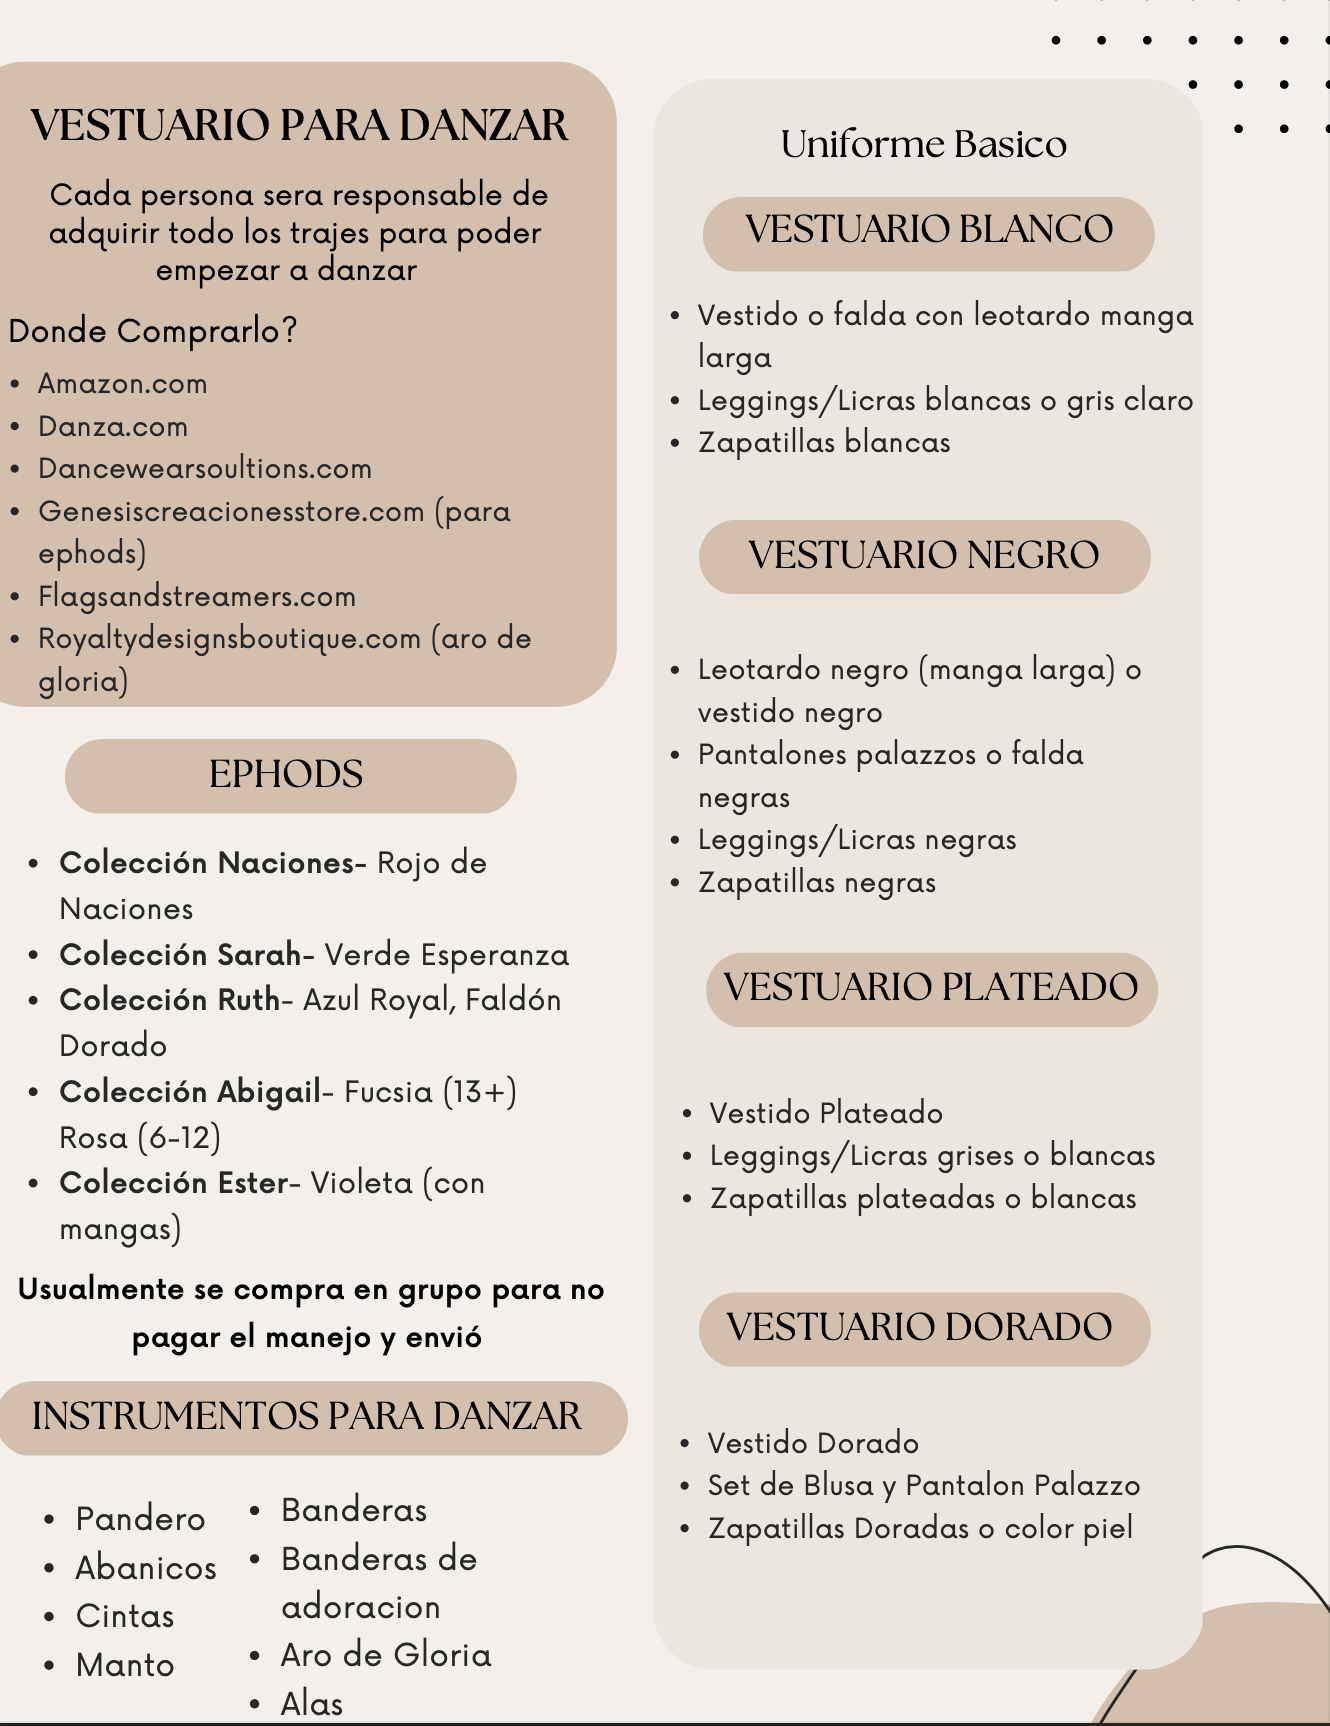 VESTUARIO PARA DANZAR
Cada persona sera responsable de
adquirir todo los trajes para poder
empezar a danzar
Donde Comprarlo?
• Amazon.com
• Danza.com
• Dancewearsoultions.com
• Genesiscreacionesstore.com (para
ephods)
• Flagsandstreamers.com
• Royaltydesignsboutique.com (aro de
gloria)
EPHODS
• Colección Naciones- Rojo de
Naciones
• Colección Sarah- Verde Esperanza
• Colección Ruth- Azul Royal, Faldón
Dorado
• Colección Abigail- Fucsia (13+)
Rosa (6-12)
• Colección Ester- Violeta (con
mangas)
Usualmente se compra en grupo para no
pagar el manejo y envió
INSTRUMENTOS PARA DANZAR
• Pandero
• Abanicos
• Cintas
• Manto
• Banderas
• Banderas de
adoracion
• Aro de Gloria
• Alas
Uniforme Basico
VESTUARIO BLANCO
• Vestido o falda con leotardo manga
larga
• Leggings/Licras blancas o gris claro
• Zapatillas blancas
VESTUARIO NEGRO
• Leotardo negro (manga larga) o
vestido negro
• Pantalones palazzos o falda
negras
• Leggings/Licras negras
• Zapatillas negras
VESTUARIO PLATEADO
• Vestido Plateado
• Leggings/Licras grises o blancas
• Zapatillas plateadas o blancas
VESTUARIO DORADO
• Vestido Dorado
• Set de Blusa y Pantalon Palazzo
• Zapatillas Doradas o color piel